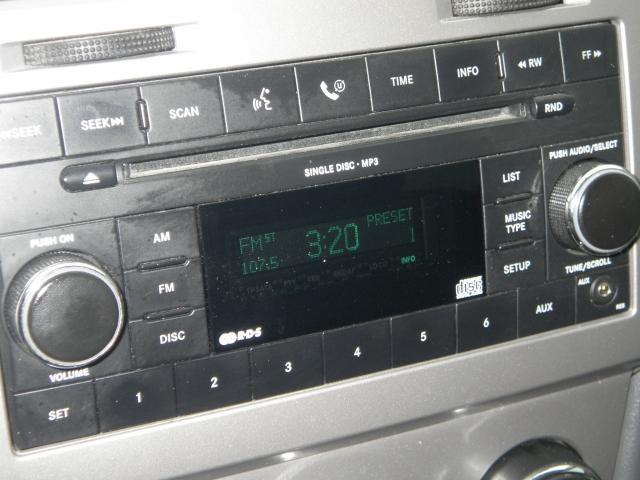 SEEK
SEEK
SCAN
U
TIME
INFO
RW
FF
RND
SINGLE DISC • MP3
PUSH AUDIO/SELECT
LIST
MUSIC TYPE
SETUP
TUNE/SCROLL
AUX
PUSH ON
VOLUME
AM
FM
DISC
FM ST
107.5
3:20
PRESET
1
INFO
R·D·S
disc
SET
1
2
3
4
5
6
AUX